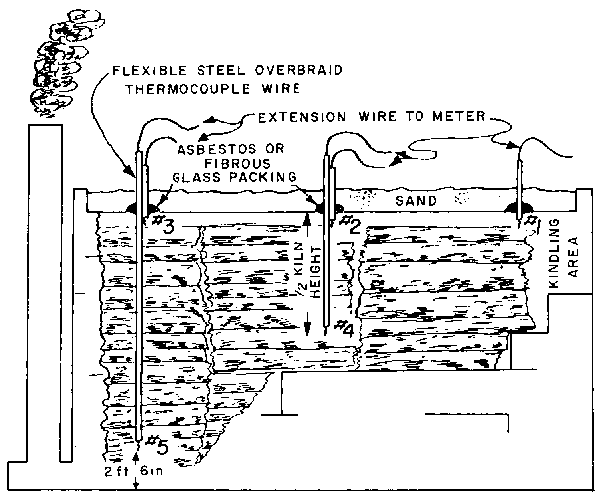 FLEXIBLE STEEL OVERBRAID
THERMOCOUPLE WIRE
EXTENSION WIRE TO METER
ASBESTOS OR
FIBROUS
GLASS PACKING
SAND
#3
#2
#1
1/2 KILN
HEIGHT
KINDLING
AREA
#4
#5
2 ft 6 in